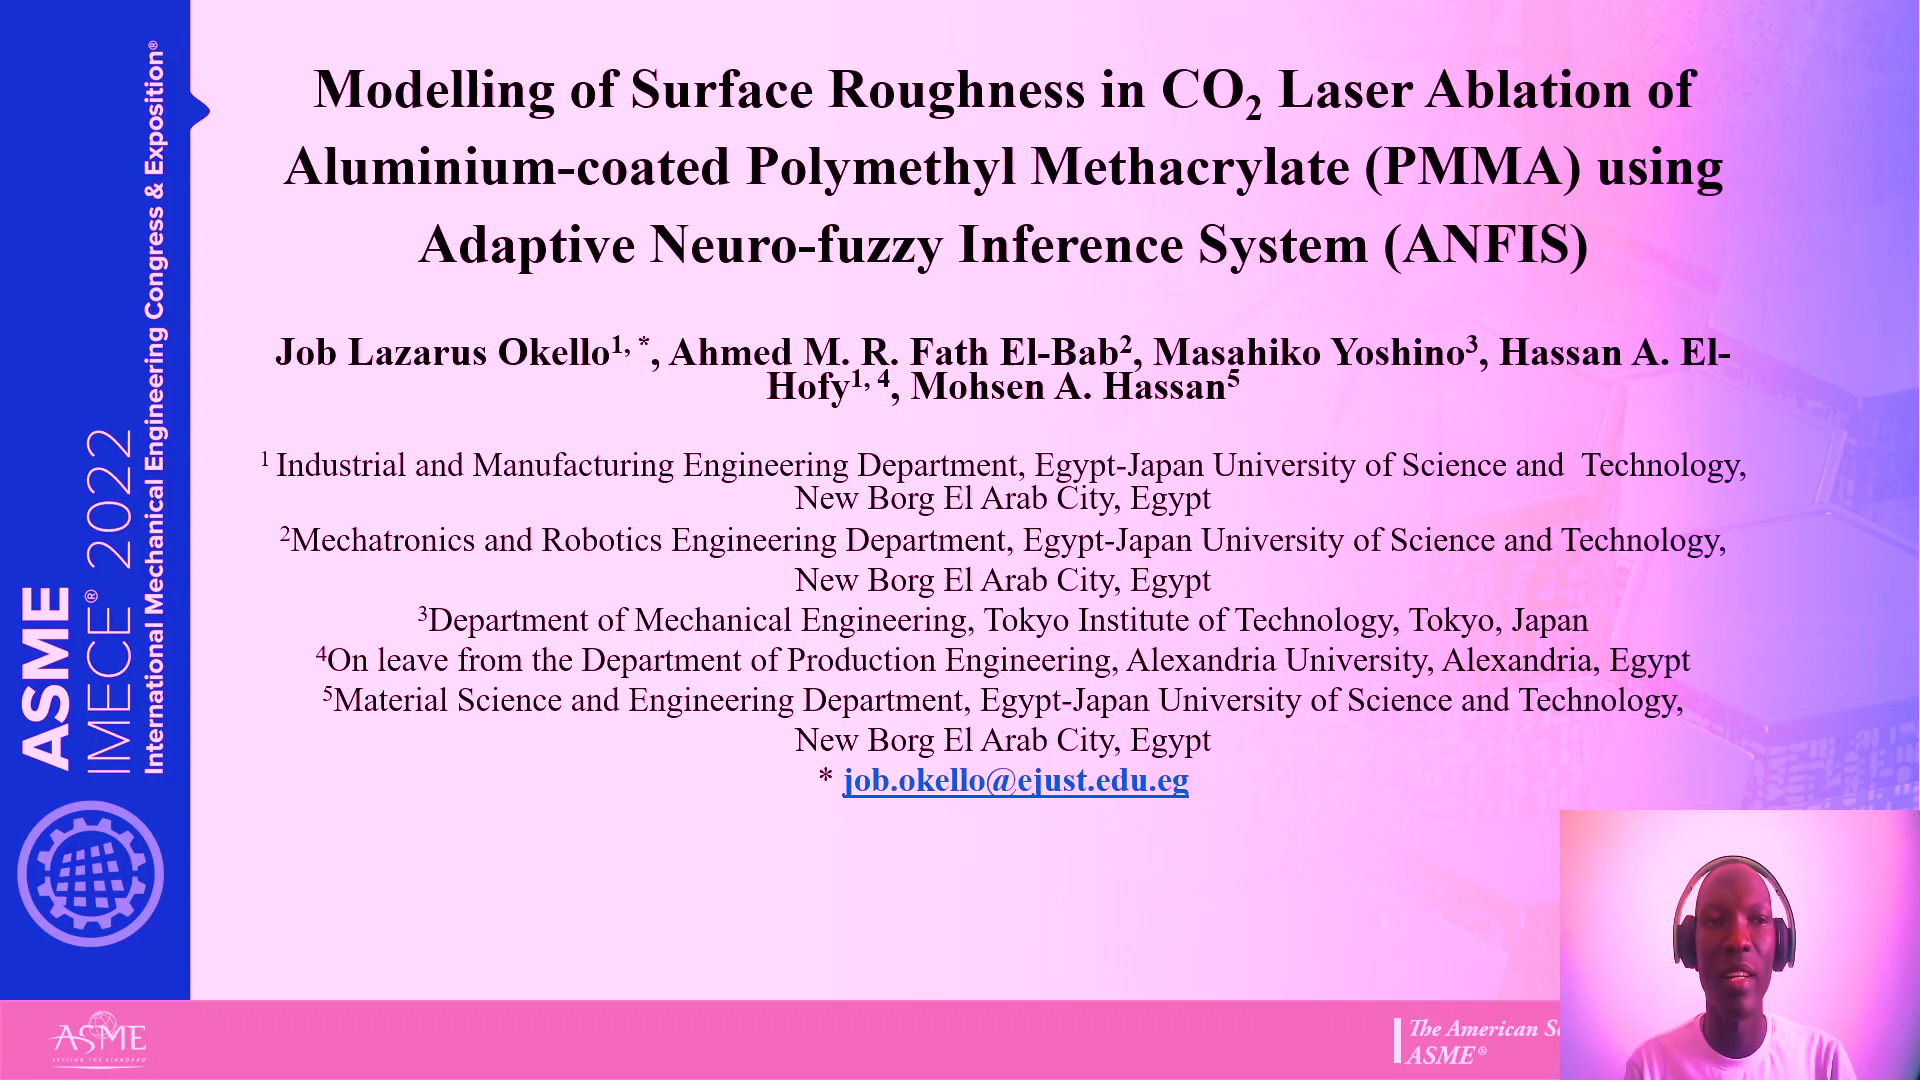 Modelling of Surface Roughness in CO₂ Laser Ablation of
Aluminium-coated Polymethyl Methacrylate (PMMA) using
Adaptive Neuro-fuzzy Inference System (ANFIS)
Job Lazarus Okello¹, *, Ahmed M. R. Fath El-Bab², Masahiko Yoshino³, Hassan A. El-
Hofy¹, ⁴, Mohsen A. Hassan⁵
¹ Industrial and Manufacturing Engineering Department, Egypt-Japan University of Science and Technology,
New Borg El Arab City, Egypt
²Mechatronics and Robotics Engineering Department, Egypt-Japan University of Science and Technology,
New Borg El Arab City, Egypt
³Department of Mechanical Engineering, Tokyo Institute of Technology, Tokyo, Japan
⁴On leave from the Department of Production Engineering, Alexandria University, Alexandria, Egypt
⁵Material Science and Engineering Department, Egypt-Japan University of Science and Technology,
New Borg El Arab City, Egypt
* job.okello@ejust.edu.eg
ASME
IMECE® 2022
International Mechanical Engineering Congress & Exposition®
ASME
SETTING THE STANDARD
The American
ASME®